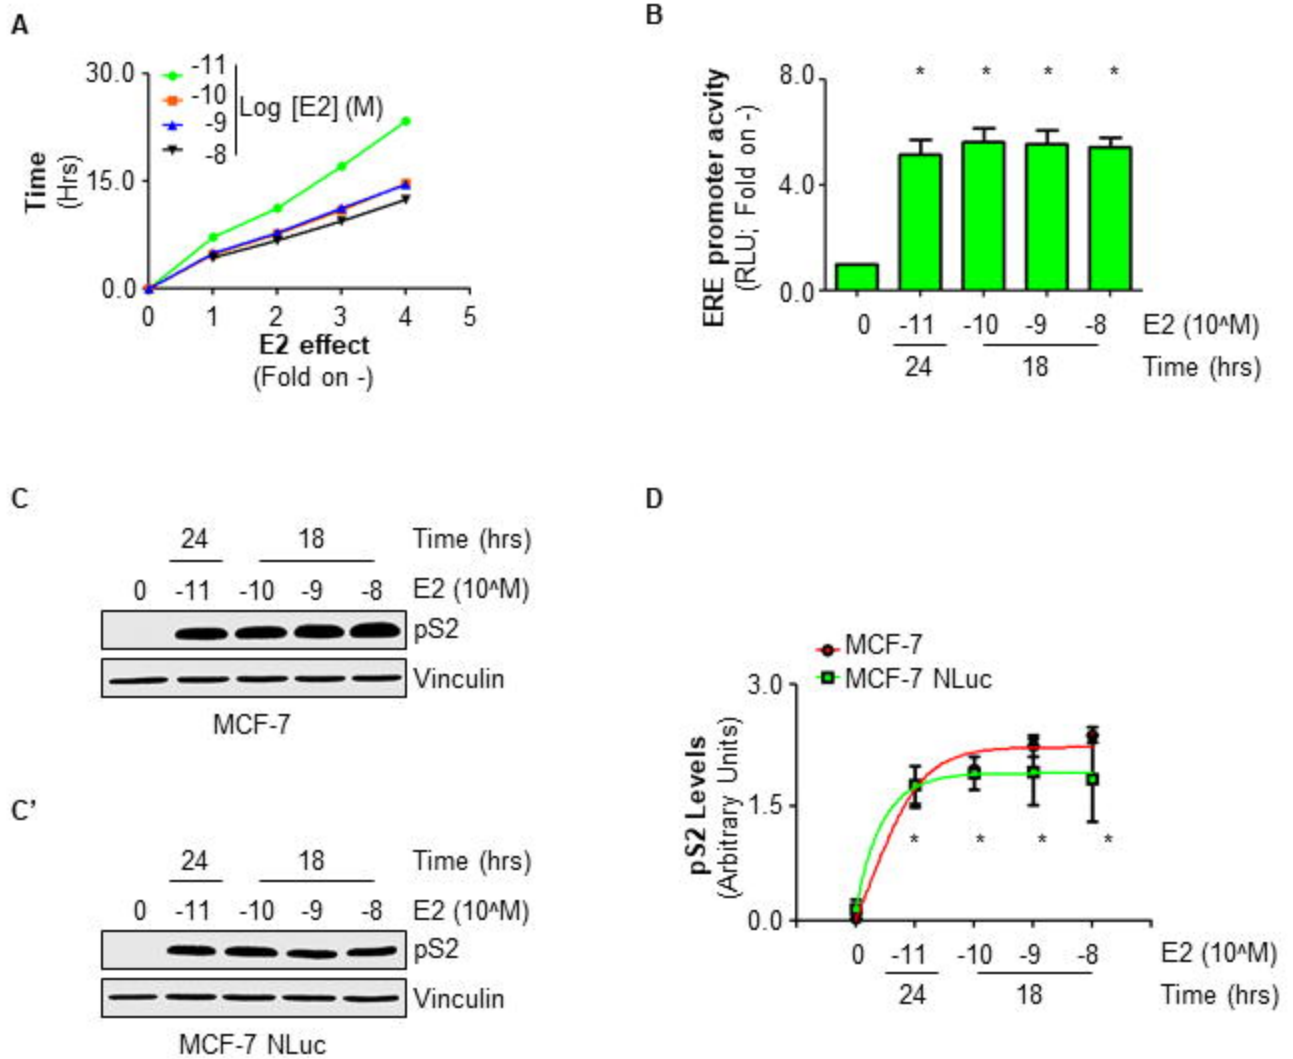 A
30.0
15.0
0.0
Time
(Hrs)
-11
-10
-9
-8
Log [E2] (M)
0 1 2 3 4 5
E2 effect
(Fold on -)
B
ERE promoter acvity
(RLU; Fold on -)
8.0
4.0
0.0
* * * *
0 -11 -10 -9 -8 E2 (10^M)
24 18 Time (hrs)
C
24 18 Time (hrs)
0 -11 -10 -9 -8 E2 (10^M)
pS2
Vinculin
MCF-7
C'
24 18 Time (hrs)
0 -11 -10 -9 -8 E2 (10^M)
pS2
Vinculin
MCF-7 NLuc
D
MCF-7
MCF-7 NLuc
pS2 Levels
(Arbitrary Units)
3.0
1.5
0.0
* * * *
0 -11 -10 -9 -8 E2 (10^M)
24 18 Time (hrs)